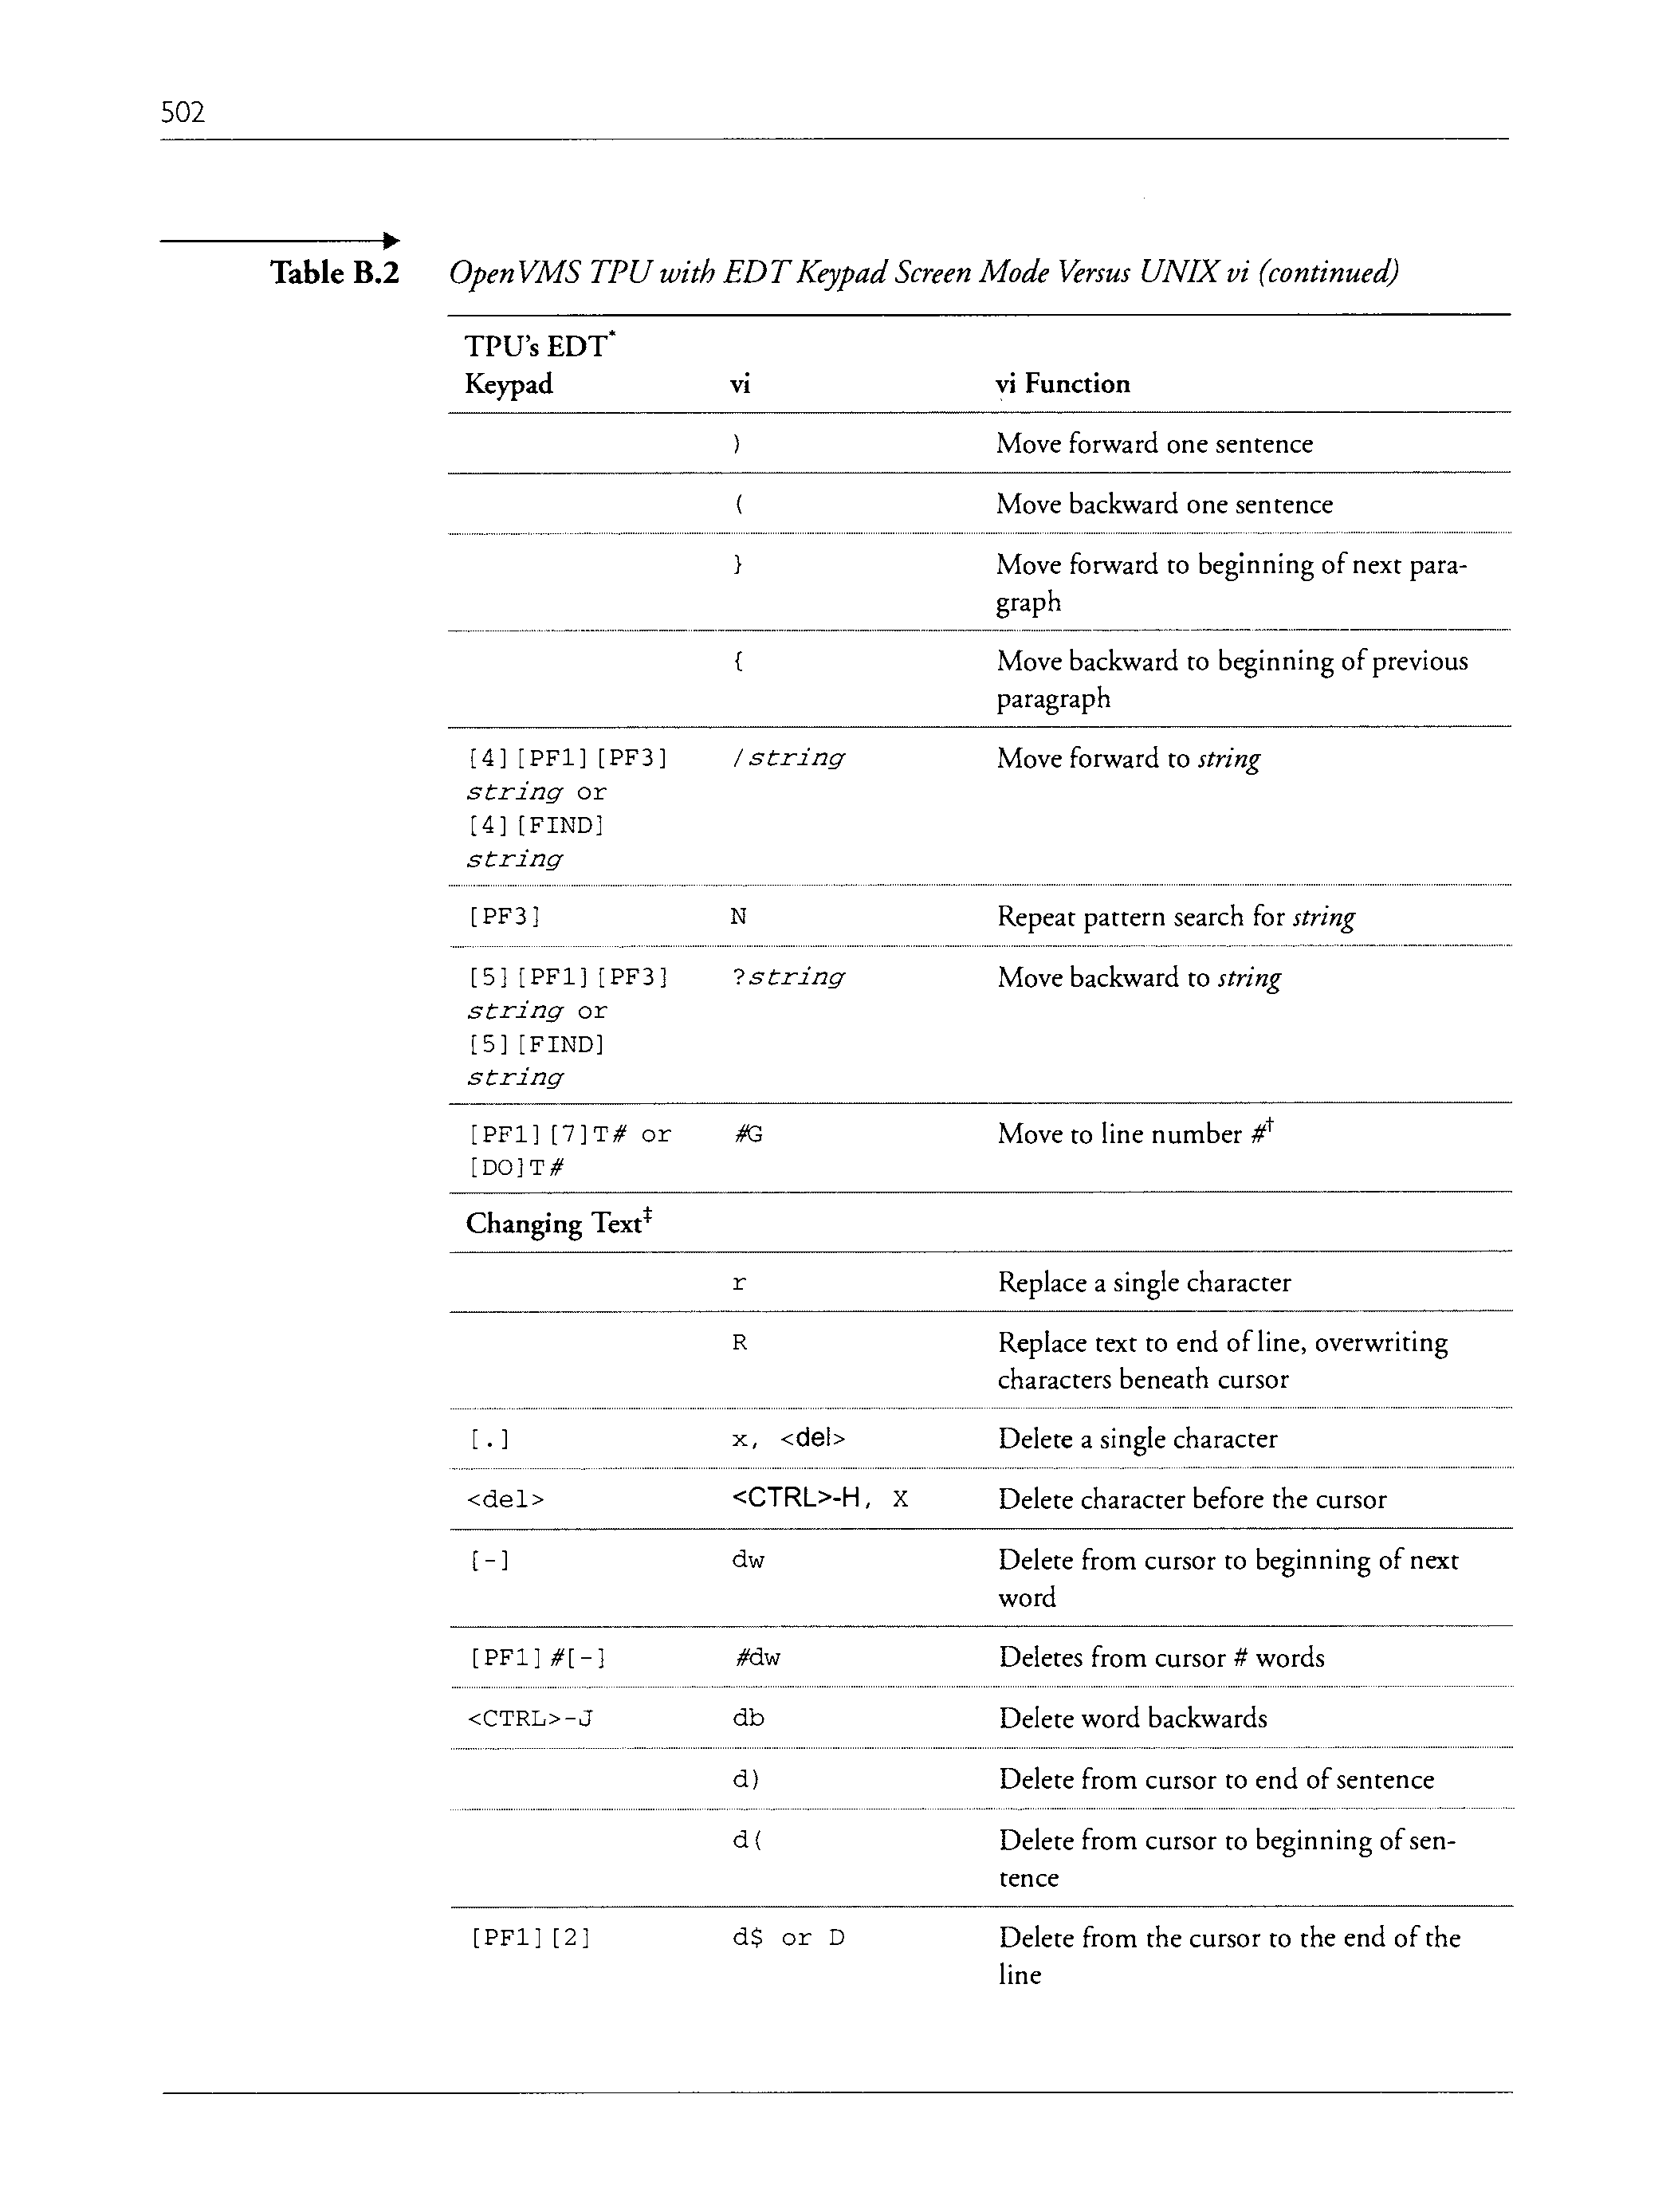 502
Table B.2 OpenVMS TPU with EDT Keypad Screen Mode Versus UNIX vi (continued)
TPU's EDT*
Keypad vi vi Function
) Move forward one sentence
( Move backward one sentence
} Move forward to beginning of next para-
graph
{ Move backward to beginning of previous
paragraph
[4][PF1][PF3] /string Move forward to string
string or
[4][FIND]
string
[PF3] N Repeat pattern search for string
[5][PF1][PF3] ?string Move backward to string
string or
[5][FIND]
string
[PF1][7]T# or #G Move to line number #†
[DO]T#
Changing Text‡
r Replace a single character
R Replace text to end of line, overwriting
characters beneath cursor
[.] x, <del> Delete a single character
<del> <CTRL>-H, X Delete character before the cursor
[-] dw Delete from cursor to beginning of next
word
[PF1]#[-] #dw Deletes from cursor # words
<CTRL>-J db Delete word backwards
d) Delete from cursor to end of sentence
d( Delete from cursor to beginning of sen-
tence
[PF1][2] d$ or D Delete from the cursor to the end of the
line